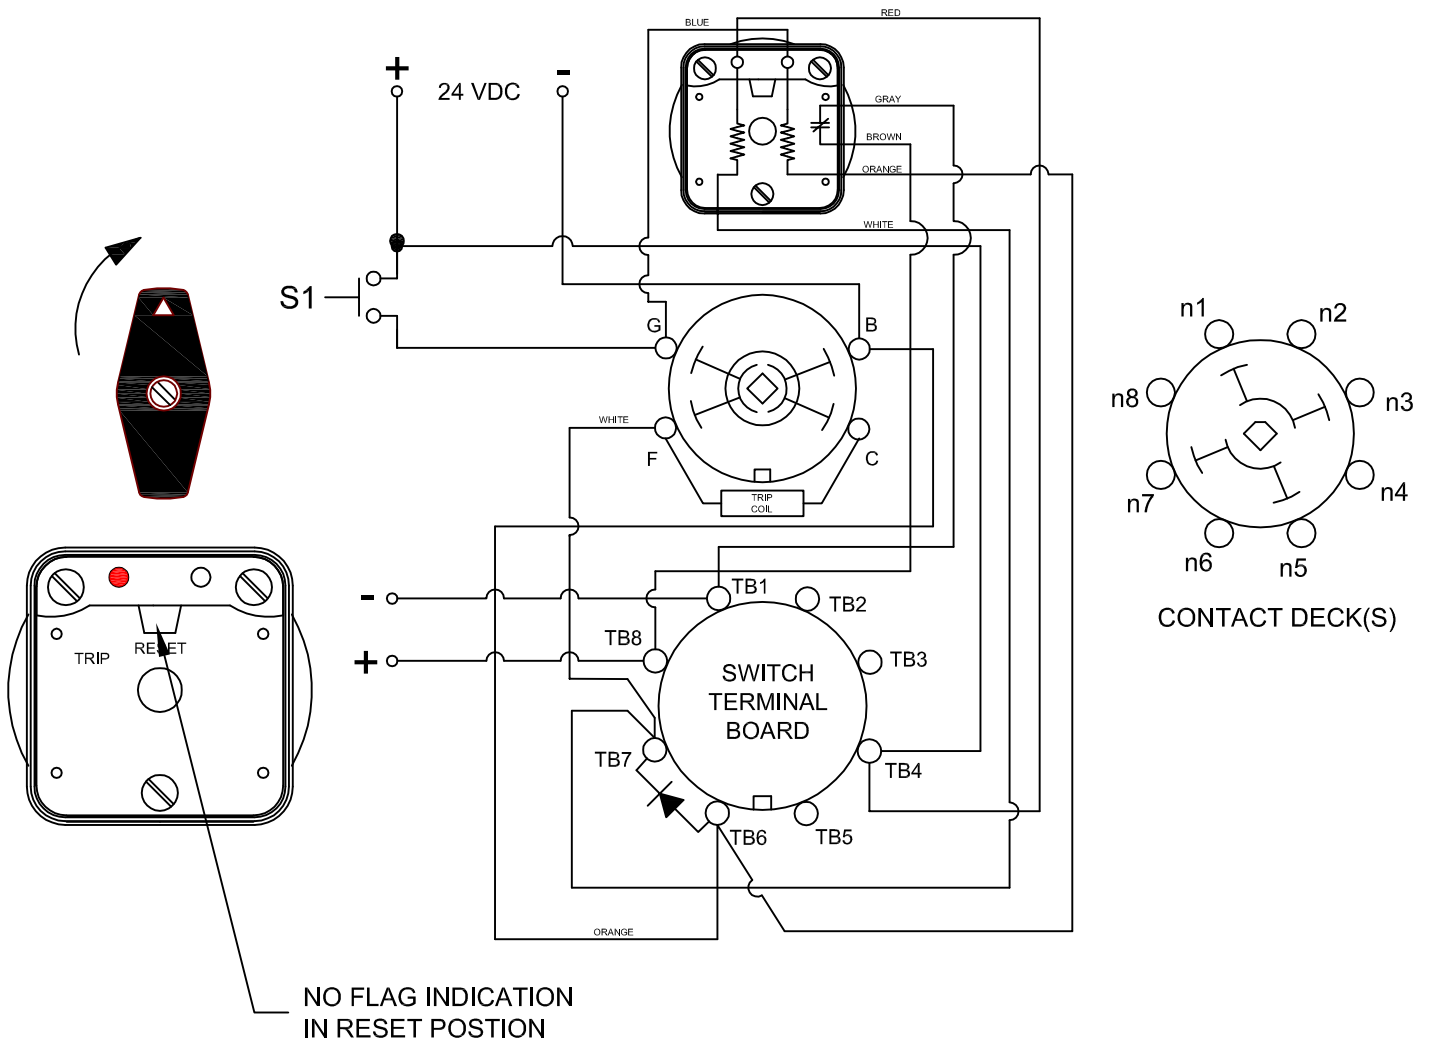 RED
BLUE
+
-
24 VDC
GRAY
BROWN
ORANGE
WHITE
S1
G
B
n1
n2
n8
n3
WHITE
F
C
n7
n4
TRIP
COIL
n6
n5
-
TB1
TB2
CONTACT DECK(S)
TB8
RESET
TRIP
+
TB3
SWITCH
TERMINAL
BOARD
TB7
TB4
TB6
TB5
ORANGE
NO FLAG INDICATION
IN RESET POSTION